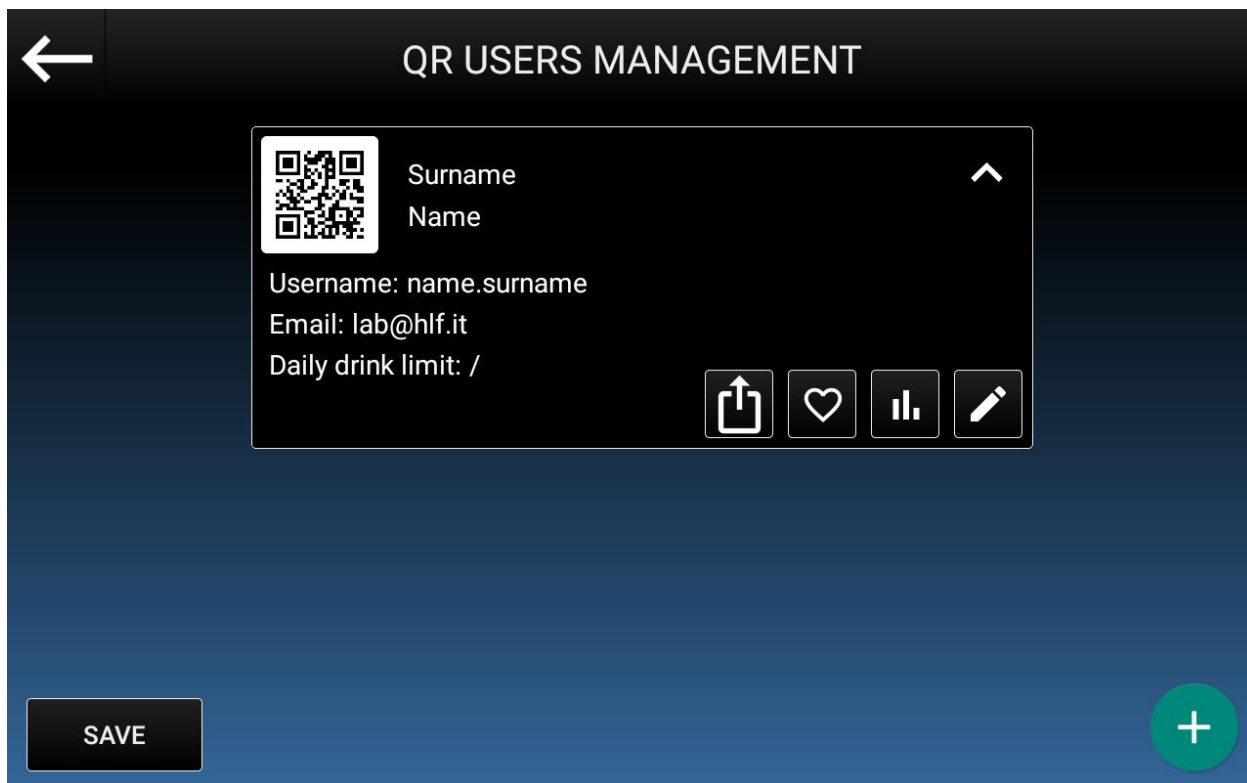 QR USERS MANAGEMENT
Surname
Name
Username: name.surname
Email: lab@hlf.it
Daily drink limit: /
SAVE